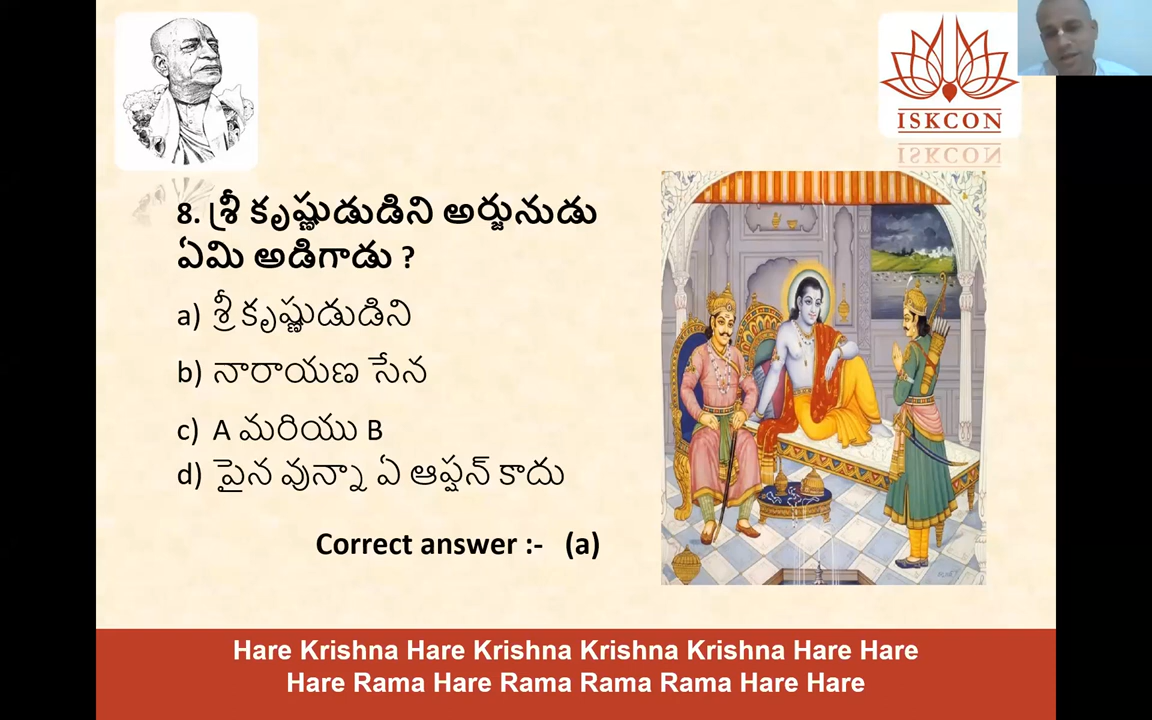 ISKCON
8. శ్రీ కృష్ణుడుడిని అర్జునుడు
ఏమి అడిగాడు ?
a) శ్రీ కృష్ణుడుడిని
b) నారాయణ సేన
c) A మరియు B
d) పైన వున్నా ఏ ఆప్షన్ కాదు
Correct answer :- (a)
Hare Krishna Hare Krishna Krishna Krishna Hare Hare
Hare Rama Hare Rama Rama Rama Hare Hare